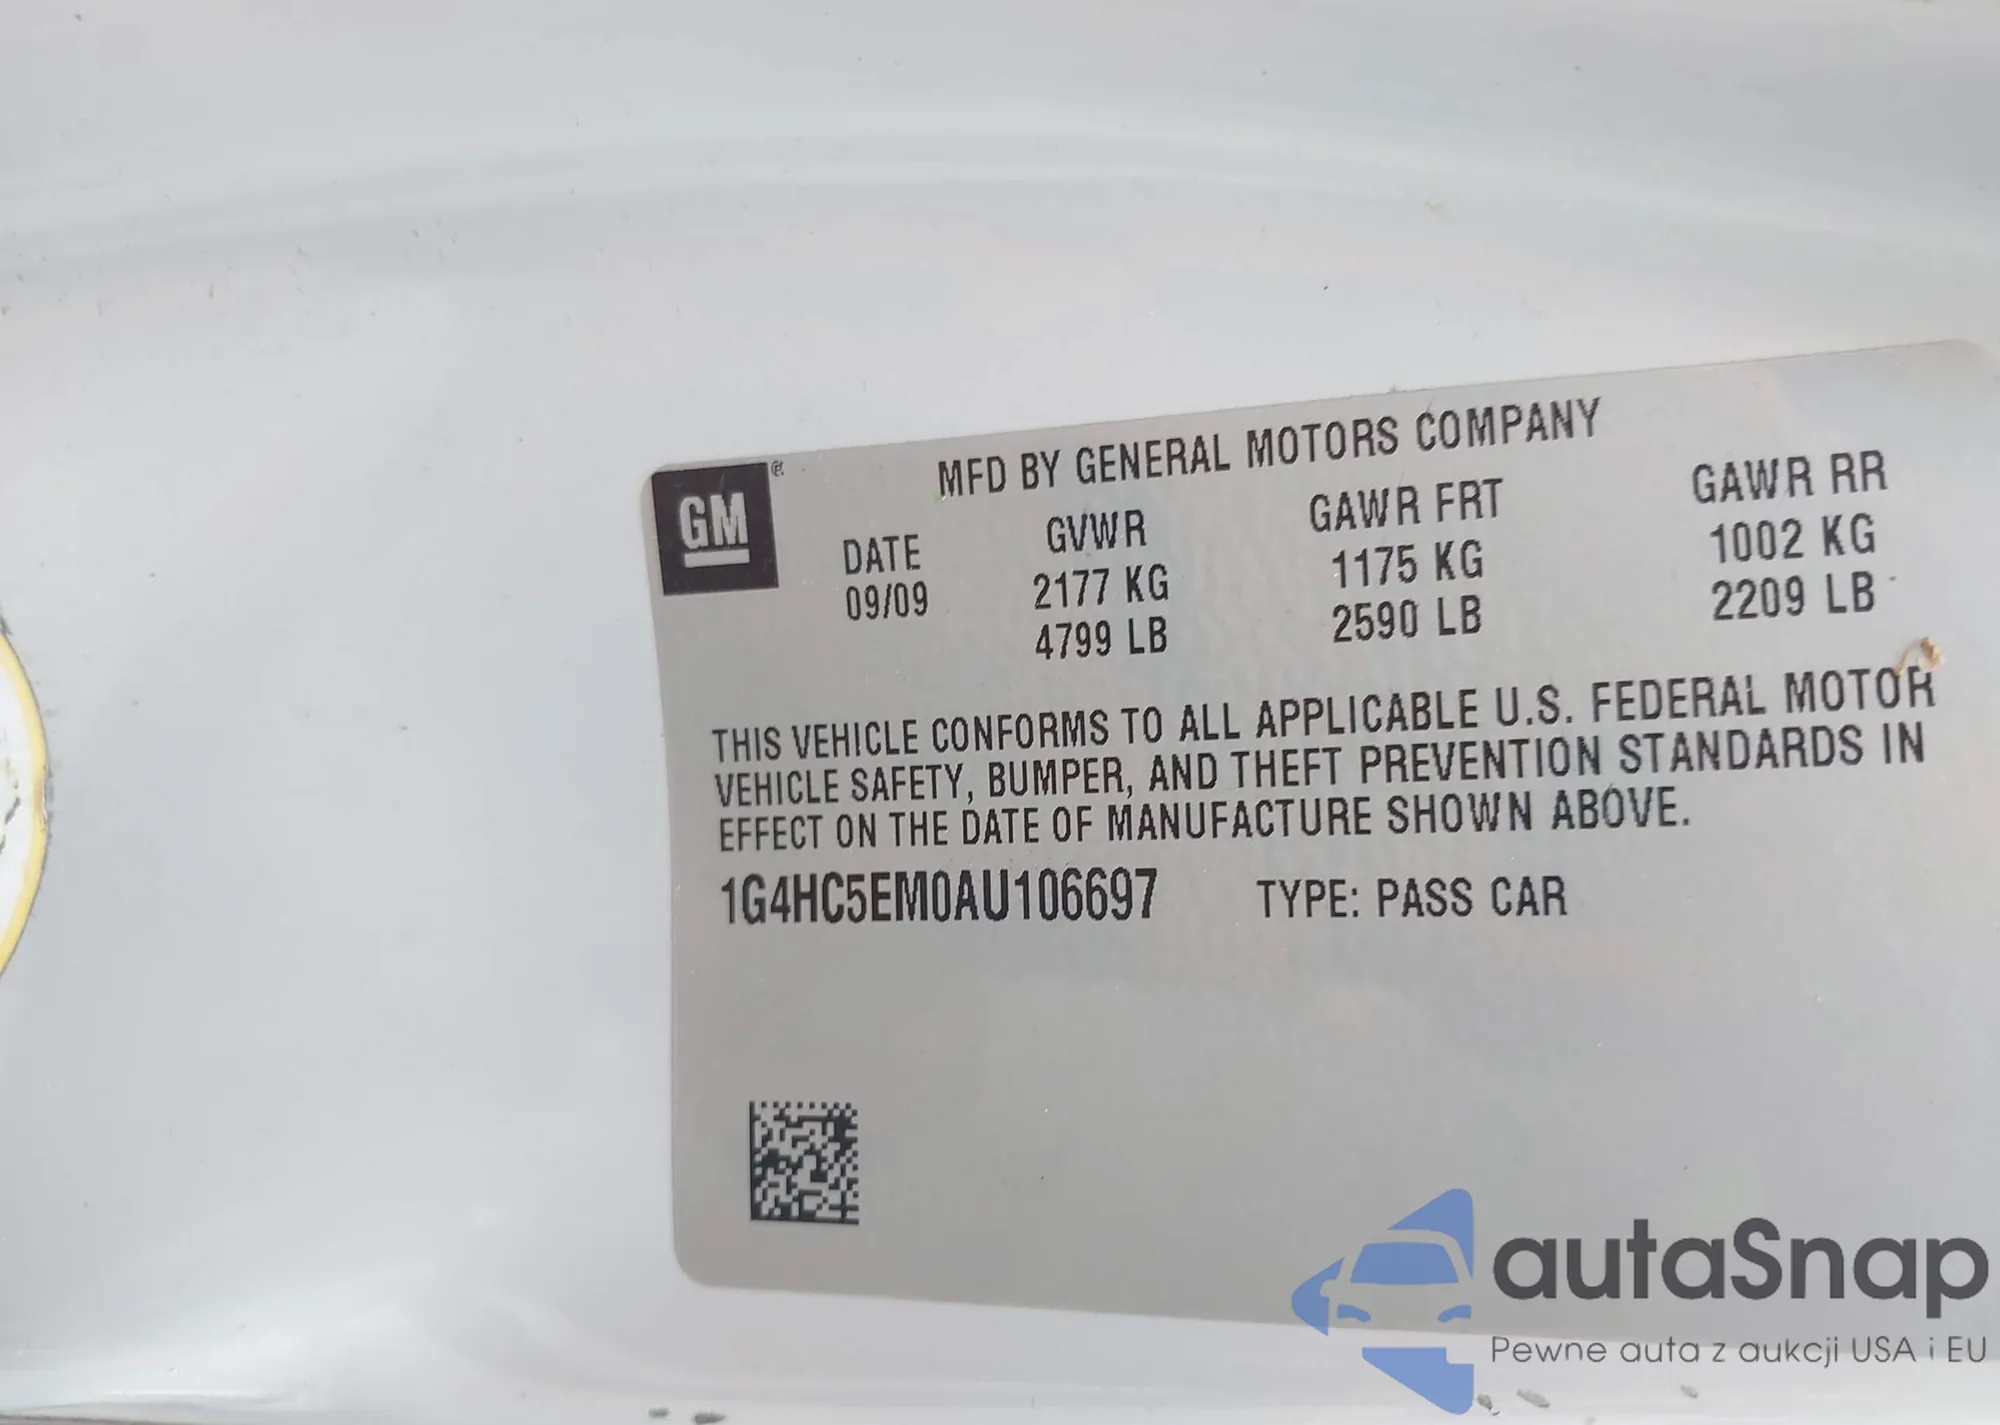 GM ®
MFD BY GENERAL MOTORS COMPANY
DATE GVWR GAWR FRT GAWR RR
09/09 2177 KG 1175 KG 1002 KG
4799 LB 2590 LB 2209 LB
THIS VEHICLE CONFORMS TO ALL APPLICABLE U.S. FEDERAL MOTOR
VEHICLE SAFETY, BUMPER, AND THEFT PREVENTION STANDARDS IN
EFFECT ON THE DATE OF MANUFACTURE SHOWN ABOVE.
1G4HC5EM0AU106697 TYPE: PASS CAR
autaSnap
Pewne auta z aukcji USA i EU